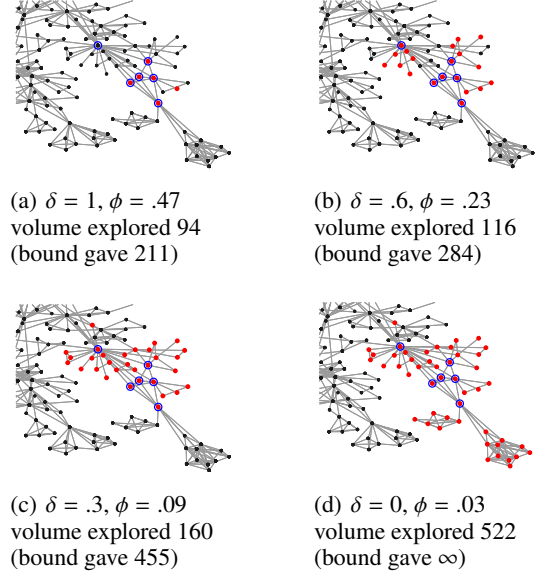 (a) δ = 1, ϕ = .47
volume explored 94
(bound gave 211)
(b) δ = .6, ϕ = .23
volume explored 116
(bound gave 284)
(c) δ = .3, ϕ = .09
volume explored 160
(bound gave 455)
(d) δ = 0, ϕ = .03
volume explored 522
(bound gave ∞)